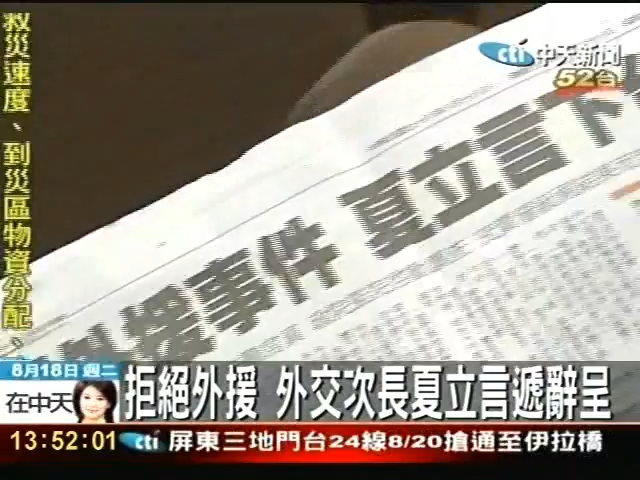 救災速度、到災區物資分配、
cti 中天新聞
52台
外援事件 夏立言下
8月18日 週二
在中天
拒絕外援 外交次長夏立言遞辭呈
13:52:01
cti 屏東三地門台24線8/20搶通至伊拉橋